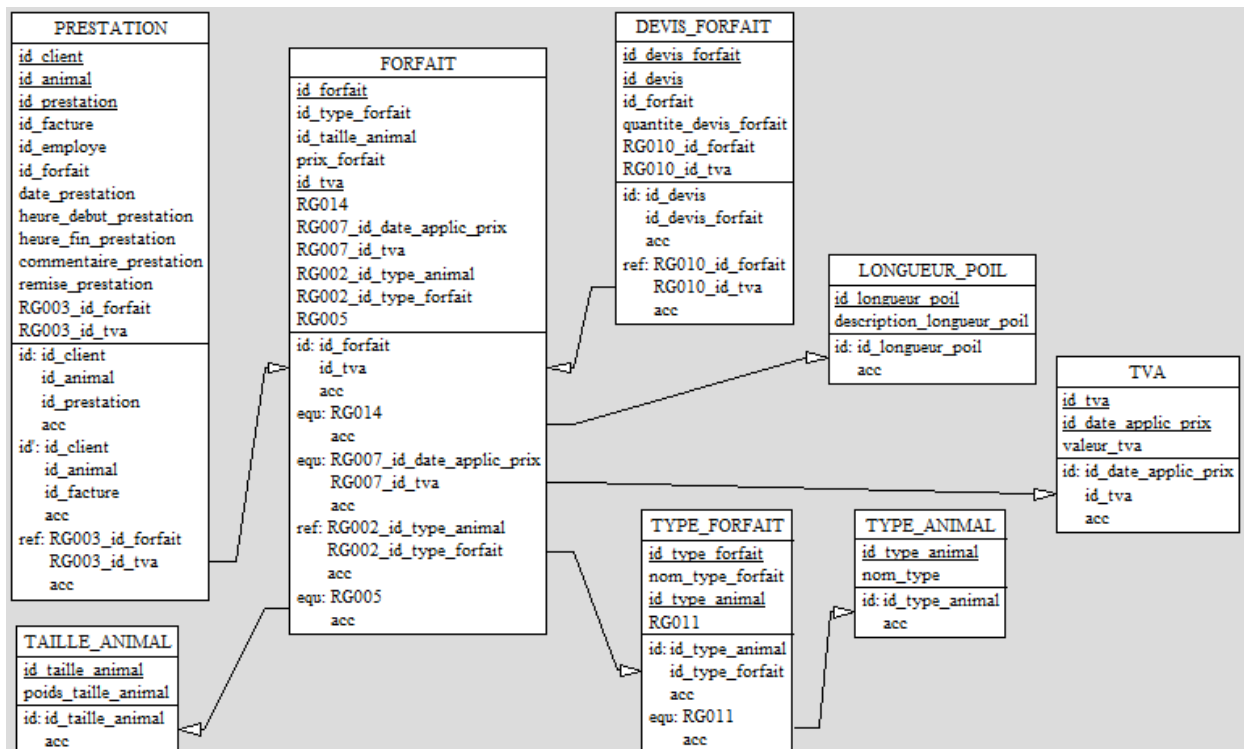 PRESTATION
id_client
id_animal
id_prestation
id_facture
id_employe
id_forfait
date_prestation
heure_debut_prestation
heure_fin_prestation
commentaire_prestation
remise_prestation
RG003_id_forfait
RG003_id_tva
id: id_client
id_animal
id_prestation
acc
id': id_client
id_animal
id_facture
acc
ref: RG003_id_forfait
RG003_id_tva
acc
FORFAIT
id_forfait
id_type_forfait
id_taille_animal
prix_forfait
id_tva
RG014
RG007_id_date_applic_prix
RG007_id_tva
RG002_id_type_animal
RG002_id_type_forfait
RG005
id: id_forfait
id_tva
acc
equ: RG014
acc
equ: RG007_id_date_applic_prix
RG007_id_tva
acc
ref: RG002_id_type_animal
RG002_id_type_forfait
acc
equ: RG005
acc
DEVIS_FORFAIT
id_devis_forfait
id_devis
id_forfait
quantite_devis_forfait
RG010_id_forfait
RG010_id_tva
id: id_devis
id_devis_forfait
acc
ref: RG010_id_forfait
RG010_id_tva
acc
LONGUEUR_POIL
id_longueur_poil
description_longueur_poil
id: id_longueur_poil
acc
TVA
id_tva
id_date_applic_prix
valeur_tva
id: id_date_applic_prix
id_tva
acc
TYPE_FORFAIT
id_type_forfait
nom_type_forfait
id_type_animal
RG011
id: id_type_animal
id_type_forfait
acc
equ: RG011
acc
TYPE_ANIMAL
id_type_animal
nom_type
id: id_type_animal
acc
TAILLE_ANIMAL
id_taille_animal
poids_taille_animal
id: id_taille_animal
acc